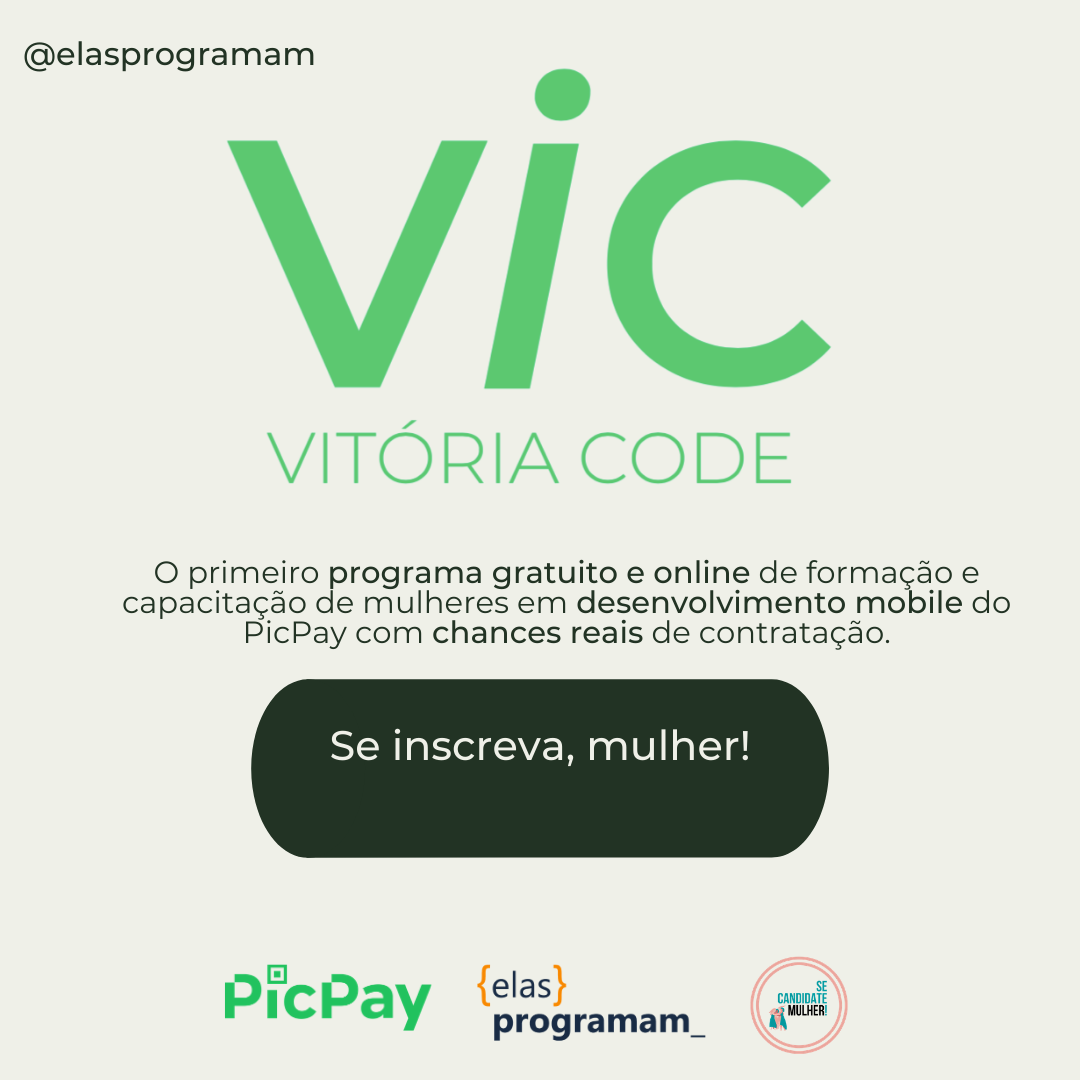 @elasprogramam
vic
VITÓRIA CODE
O primeiro programa gratuito e online de formação e
capacitação de mulheres em desenvolvimento mobile do
PicPay com chances reais de contratação.
Se inscreva, mulher!
PicPay
{elas}
programam_
SE
CANDIDATE
MULHER!